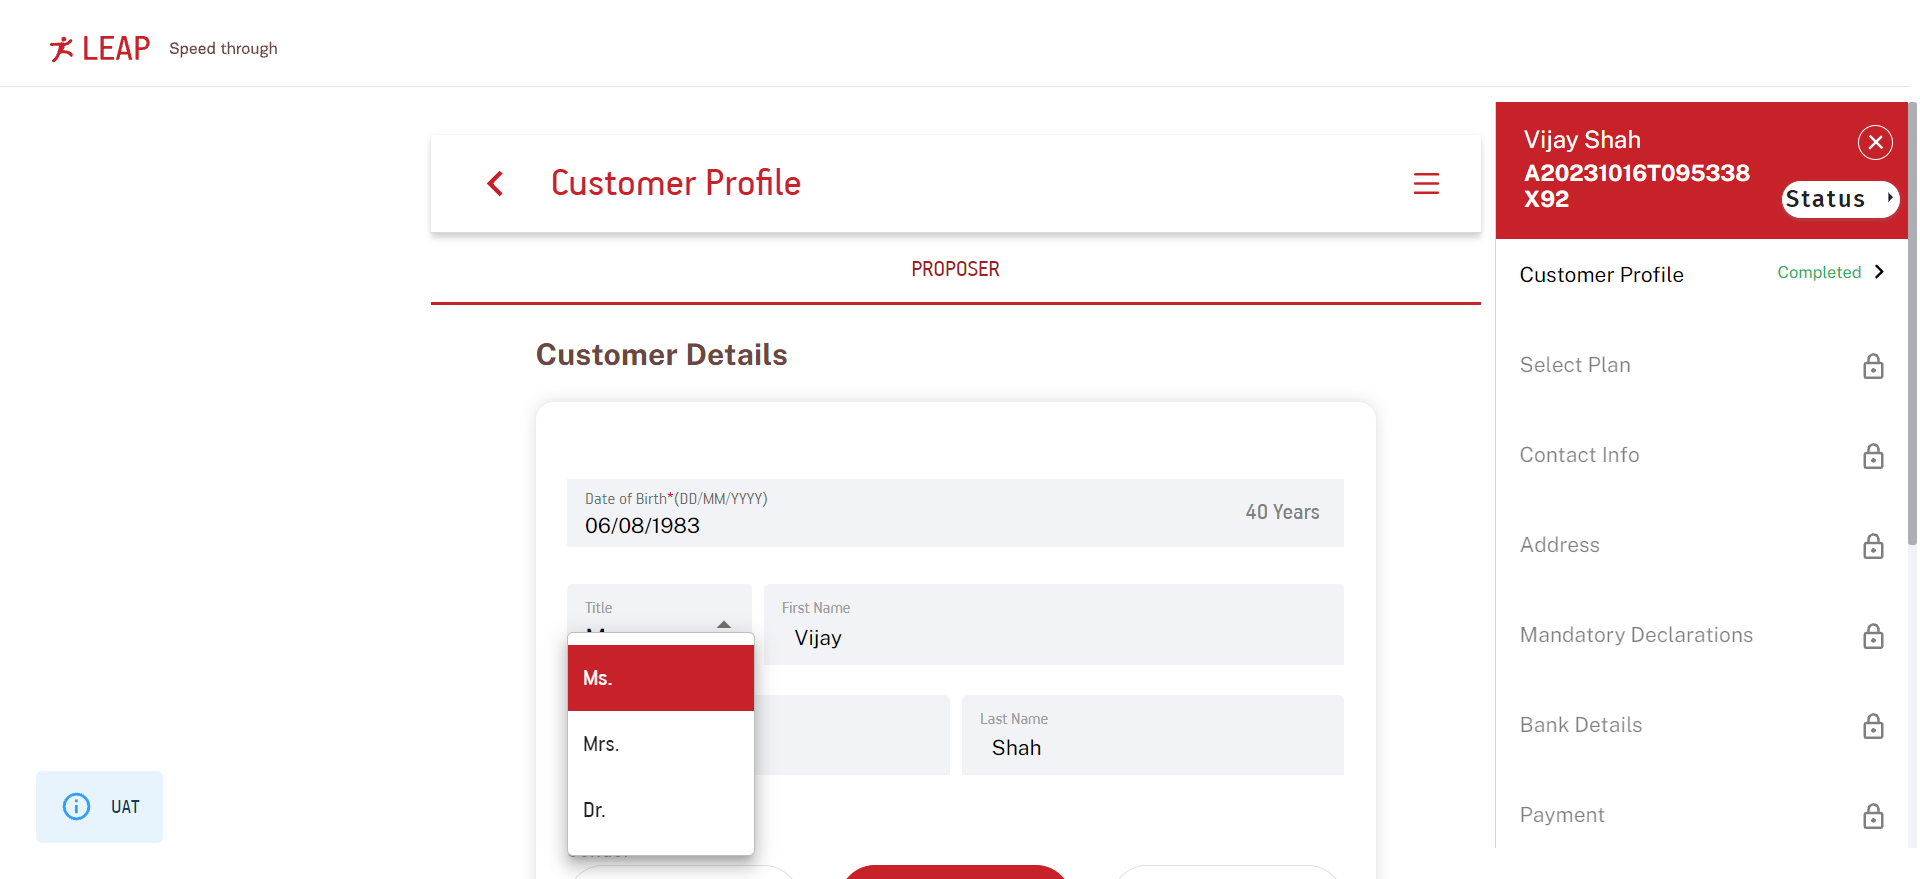 LEAP Speed through
Customer Profile
PROPOSER
Customer Details
Date of Birth*(DD/MM/YYYY)
06/08/1983
40 Years
Title
First Name
Vijay
Ms.
Mrs.
Dr.
Last Name
Shah
UAT
Vijay Shah
A20231016T095338
X92
Status
Customer Profile Completed
Select Plan
Contact Info
Address
Mandatory Declarations
Bank Details
Payment